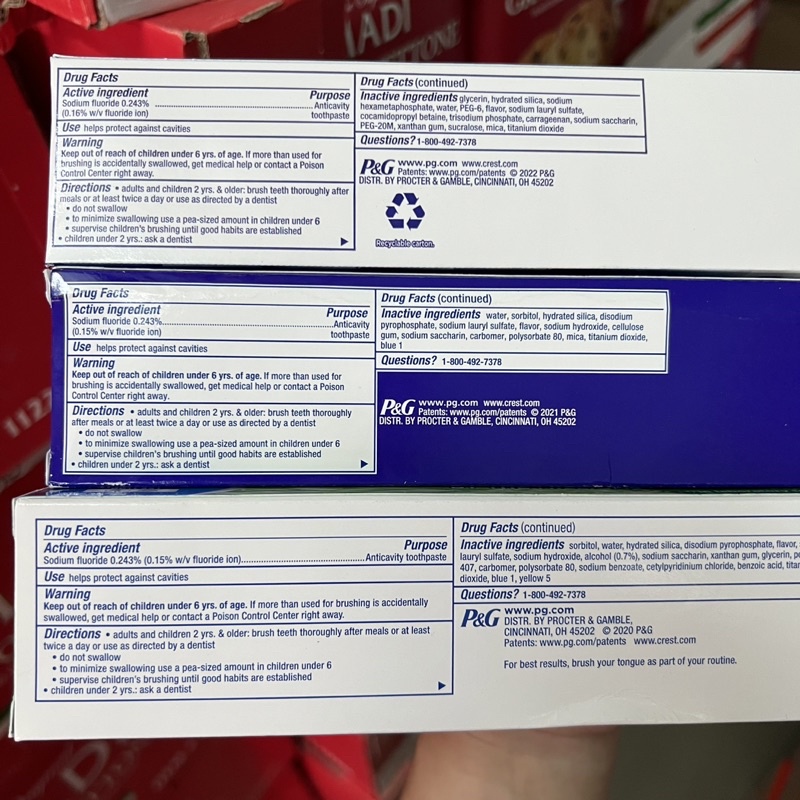 Drug Facts
Active ingredient Purpose
Sodium fluoride 0.243% ........ Anticavity
(0.16% w/v fluoride ion) toothpaste
Use helps protect against cavities
Warning
Keep out of reach of children under 6 yrs. of age. If more than used for
brushing is accidentally swallowed, get medical help or contact a Poison
Control Center right away.
Directions • adults and children 2 yrs. & older: brush teeth thoroughly after
meals or at least twice a day or use as directed by a dentist
• do not swallow
• to minimize swallowing use a pea-sized amount in children under 6
• supervise children's brushing until good habits are established
• children under 2 yrs.: ask a dentist
Drug Facts (continued)
Inactive ingredients glycerin, hydrated silica, sodium
hexametaphosphate, water, PEG-6, flavor, sodium lauryl sulfate,
cocamidopropyl betaine, trisodium phosphate, carrageenan, sodium saccharin,
PEG-20M, xanthan gum, sucralose, mica, titanium dioxide
Questions? 1-800-492-7378
P&G www.pg.com www.crest.com
Patents: www.pg.com/patents © 2022 P&G
DISTR. BY PROCTER & GAMBLE, CINCINNATI, OH 45202
Recyclable carton.
Drug Facts
Active ingredient Purpose
Sodium fluoride 0.243%........Anticavity
(0.15% w/v fluoride ion) toothpaste
Use helps protect against cavities
Warning
Keep out of reach of children under 6 yrs. of age. If more than used for
brushing is accidentally swallowed, get medical help or contact a Poison
Control Center right away.
Directions • adults and children 2 yrs. & older: brush teeth thoroughly
after meals or at least twice a day or use as directed by a dentist
• do not swallow
• to minimize swallowing use a pea-sized amount in children under 6
• supervise children's brushing until good habits are established
• children under 2 yrs.: ask a dentist
Drug Facts (continued)
Inactive ingredients water, sorbitol, hydrated silica, disodium
pyrophosphate, sodium lauryl sulfate, flavor, sodium hydroxide, cellulose
gum, sodium saccharin, carbomer, polysorbate 80, mica, titanium dioxide,
blue 1
Questions? 1-800-492-7378
P&G www.pg.com www.crest.com
Patents: www.pg.com/patents © 2021 P&G
DISTR. BY PROCTER & GAMBLE, CINCINNATI, OH 45202
Drug Facts
Active ingredient Purpose
Sodium fluoride 0.243% (0.15% w/v fluoride ion)........Anticavity toothpaste
Use helps protect against cavities
Warning
Keep out of reach of children under 6 yrs. of age. If more than used for brushing is accidentally
swallowed, get medical help or contact a Poison Control Center right away.
Directions • adults and children 2 yrs. & older: brush teeth thoroughly after meals or at least
twice a day or use as directed by a dentist
• do not swallow
• to minimize swallowing use a pea-sized amount in children under 6
• supervise children's brushing until good habits are established
• children under 2 yrs.: ask a dentist
Drug Facts (continued)
Inactive ingredients sorbitol, water, hydrated silica, disodium pyrophosphate, flavor,
lauryl sulfate, sodium hydroxide, alcohol (0.7%), sodium saccharin, xanthan gum, glycerin,
407, carbomer, polysorbate 80, sodium benzoate, cetylpyridinium chloride, benzoic acid,
dioxide, blue 1, yellow 5
Questions? 1-800-492-7378
P&G www.pg.com
DISTR. BY PROCTER & GAMBLE,
CINCINNATI, OH 45202 © 2020 P&G
Patents: www.pg.com/patents www.crest.com
For best results, brush your tongue as part of your routine.